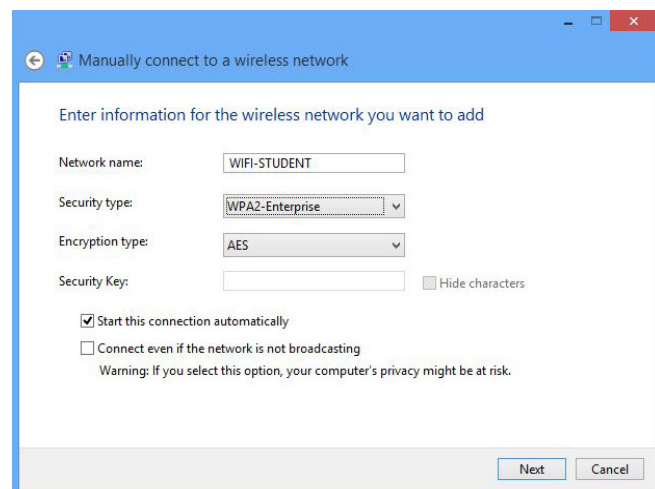 Manually connect to a wireless network
Enter information for the wireless network you want to add
Network name: WIFI-STUDENT
Security type: WPA2-Enterprise
Encryption type: AES
Security Key: Hide characters
Start this connection automatically
Connect even if the network is not broadcasting
Warning: If you select this option, your computer's privacy might be at risk.
Next Cancel